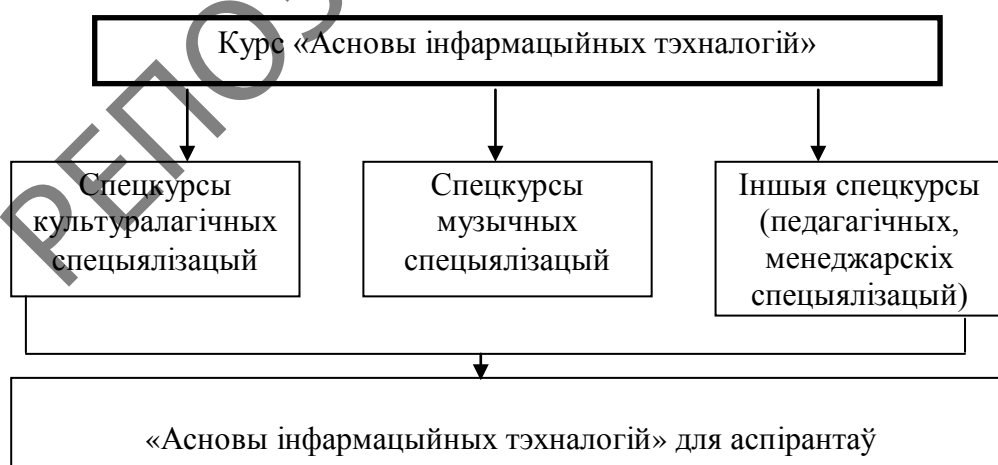 Курс «Асновы інфармацыйных тэхналогій»
Спецкурсы
культуралагічных
спецыялізацый
Спецкурсы
музычных
спецыялізацый
Іншыя спецкурсы
(педагагічных,
менеджарскіх
спецыялізацый)
«Асновы інфармацыйных тэхналогій» для аспірантаў
РЕПОЗ